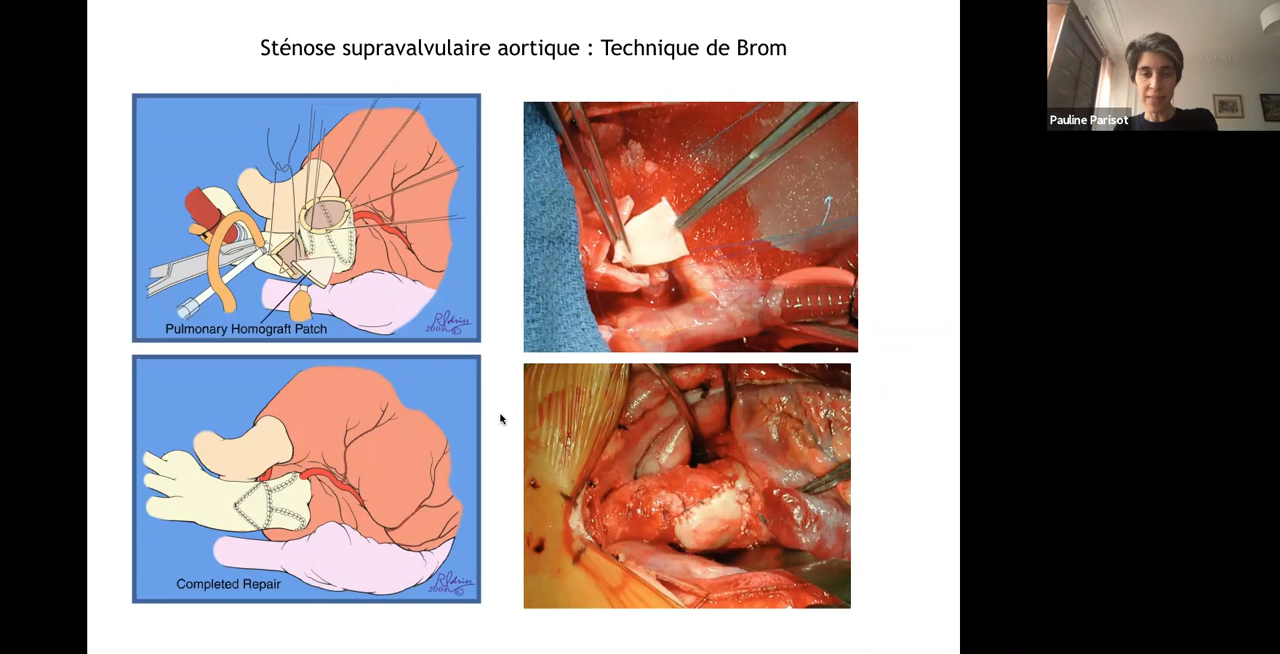 Sténose supravalvulaire aortique : Technique de Brom
Pauline Parisot
Pulmonary Homograft Patch
Completed Repair